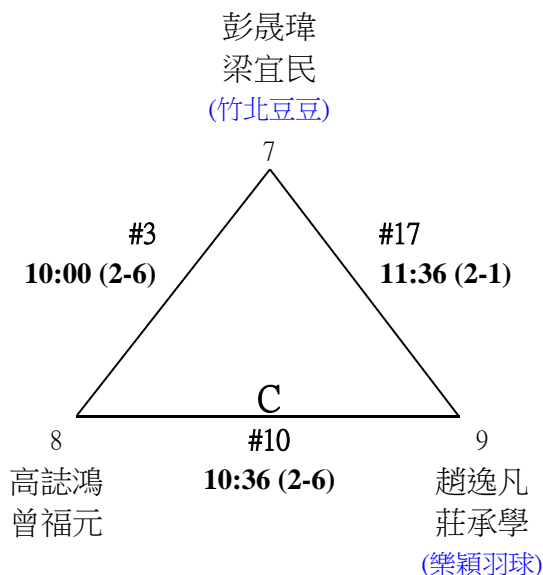 彭晟瑋
梁宜民
(竹北豆豆)
7
#3
10:00 (2-6)
#17
11:36 (2-1)
C
8
#10
9
高誌鴻
10:36 (2-6)
趙逸凡
曾福元
莊承學
(樂穎羽球)